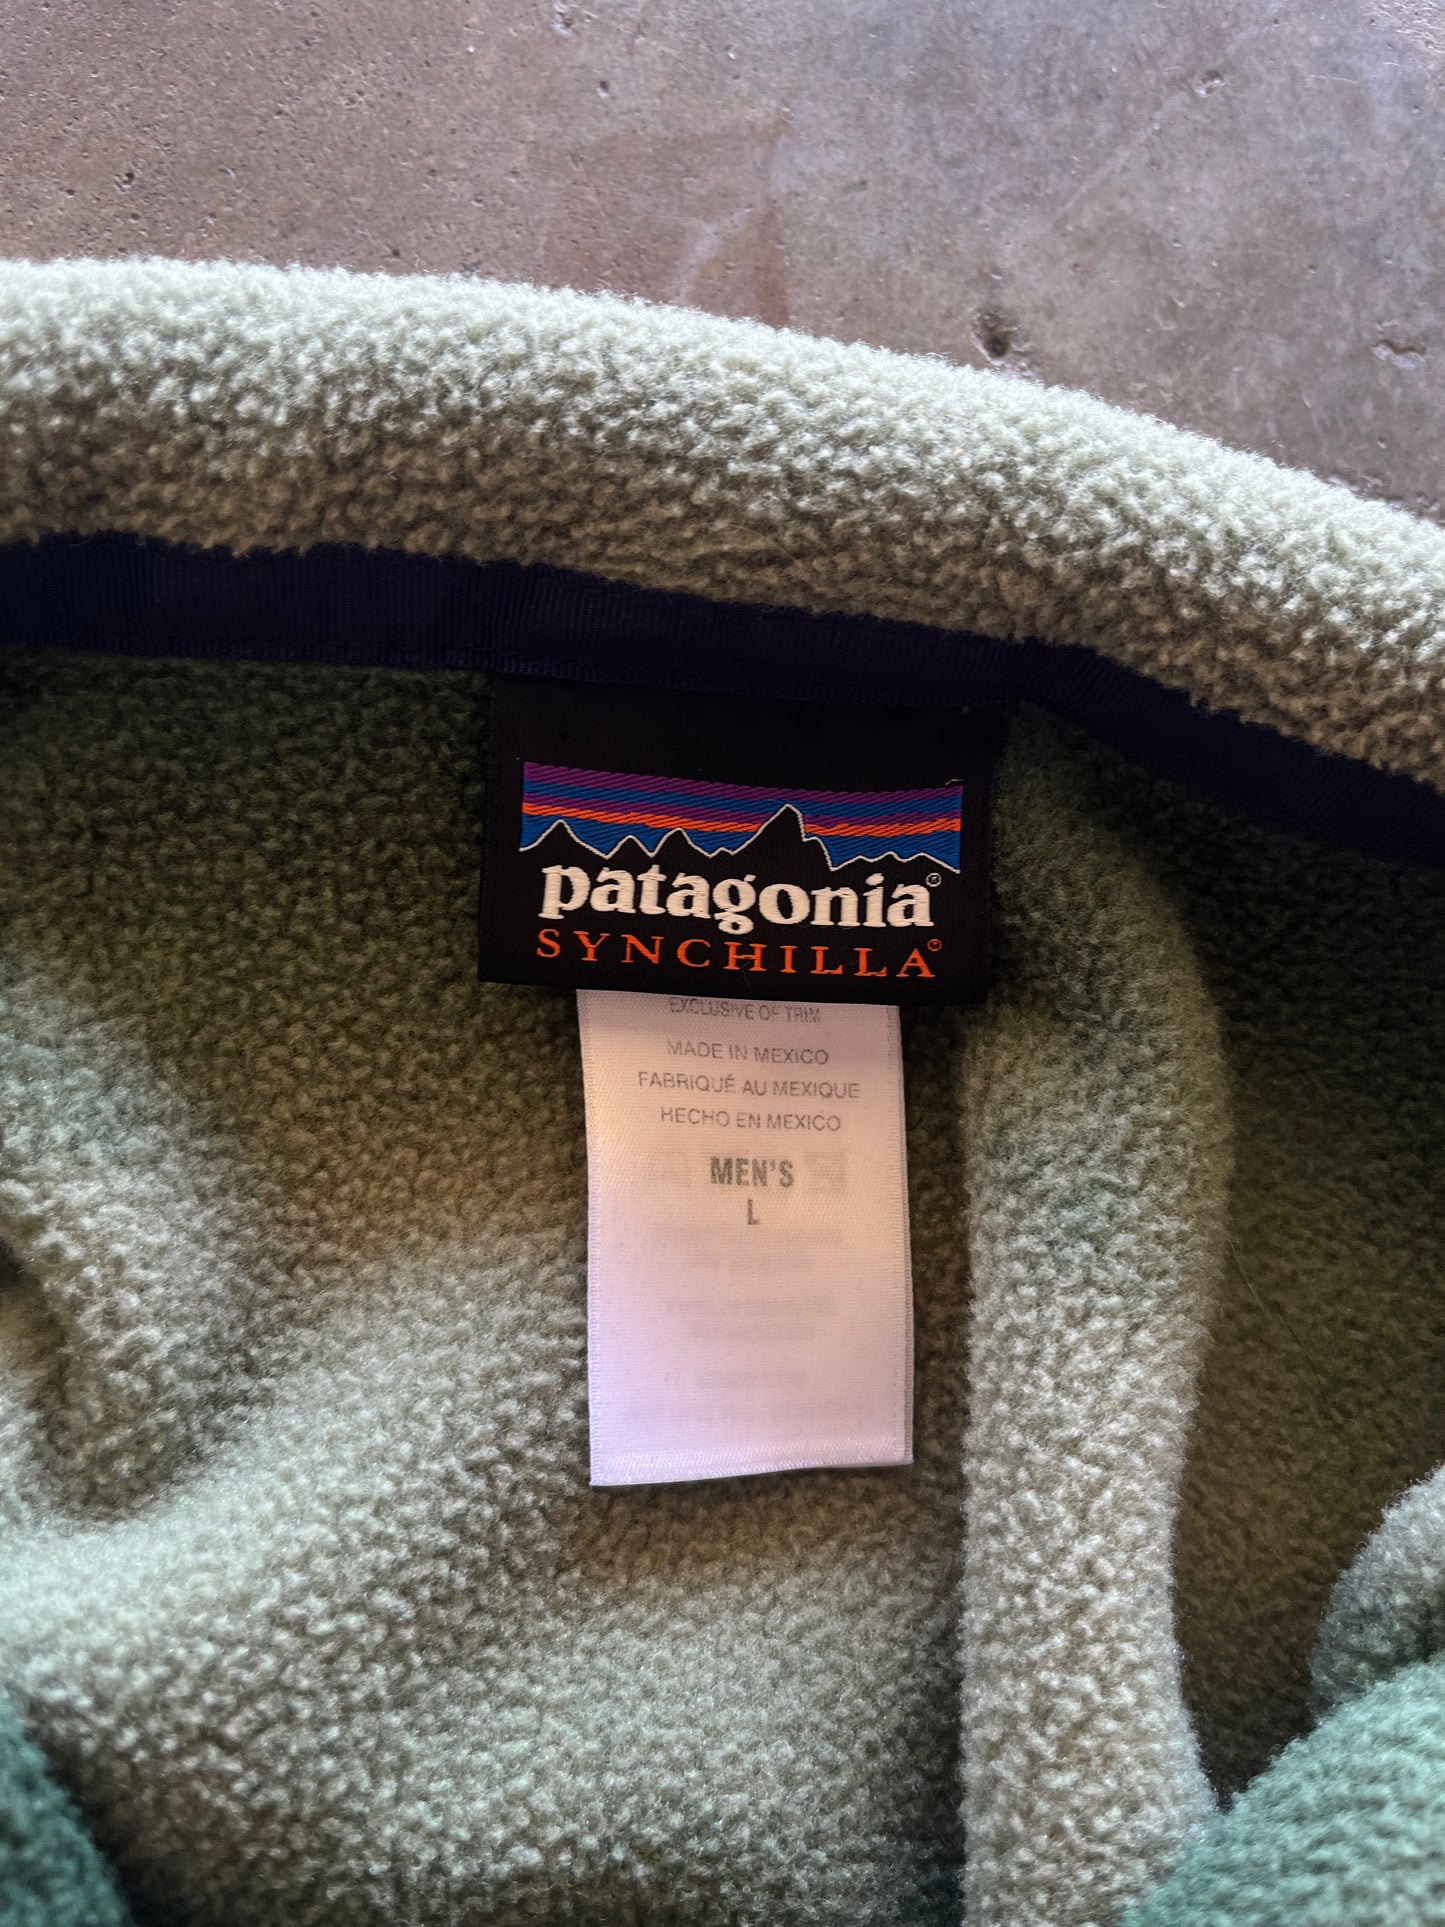 patagonia®
SYNCHILLA®
EXCLUSIVE OF TRIM
MADE IN MEXICO
FABRIQUÉ AU MEXIQUE
HECHO EN MEXICO
MEN'S
L